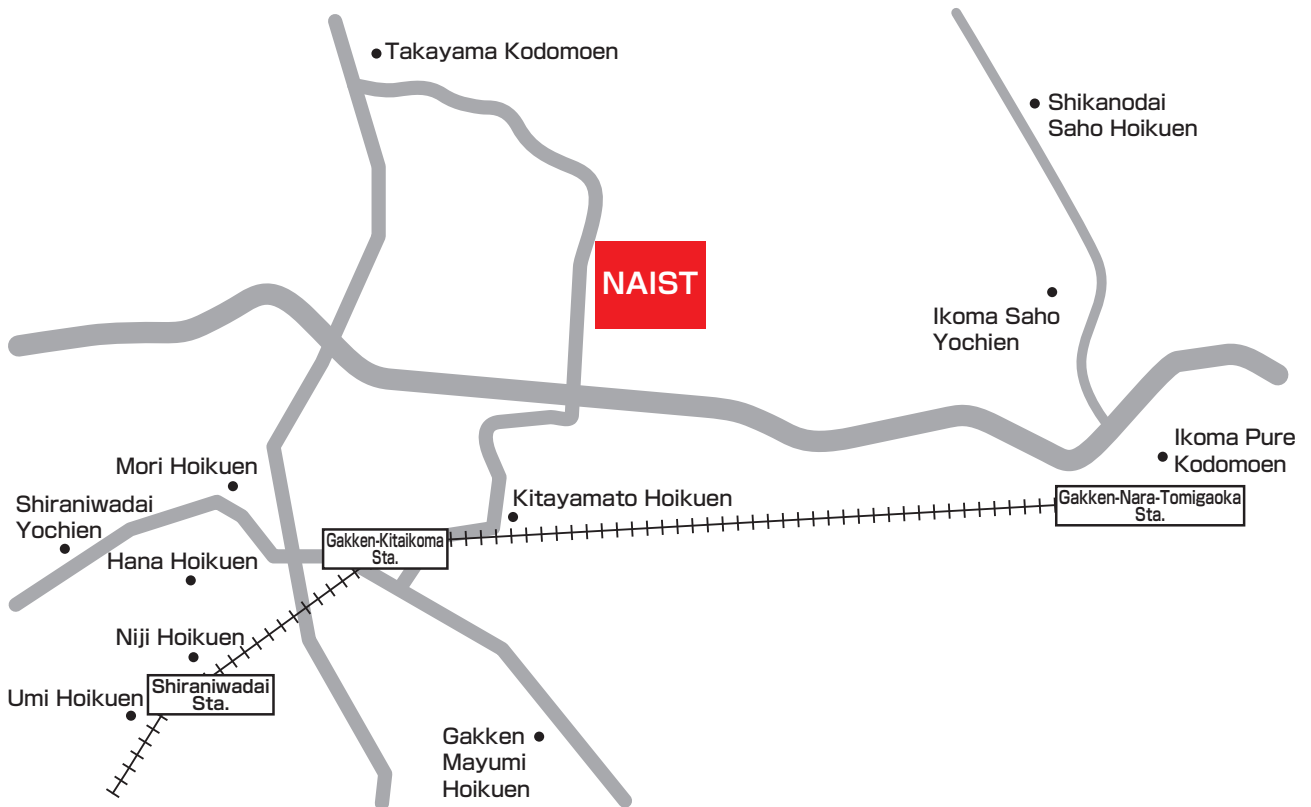 Takayama Kodomoen
Shikanodai
Saho Hoikuen
NAIST
Ikoma Saho
Yochien
Ikoma Pure
Kodomoen
Mori Hoikuen
Shiraniwadai
Yochien
Kitayamato Hoikuen
Gakken-Nara-Tomigaoka
Sta.
Gakken-Kitaikoma
Sta.
Hana Hoikuen
Niji Hoikuen
Shiraniwadai
Sta.
Umi Hoikuen
Gakken
Mayumi
Hoikuen